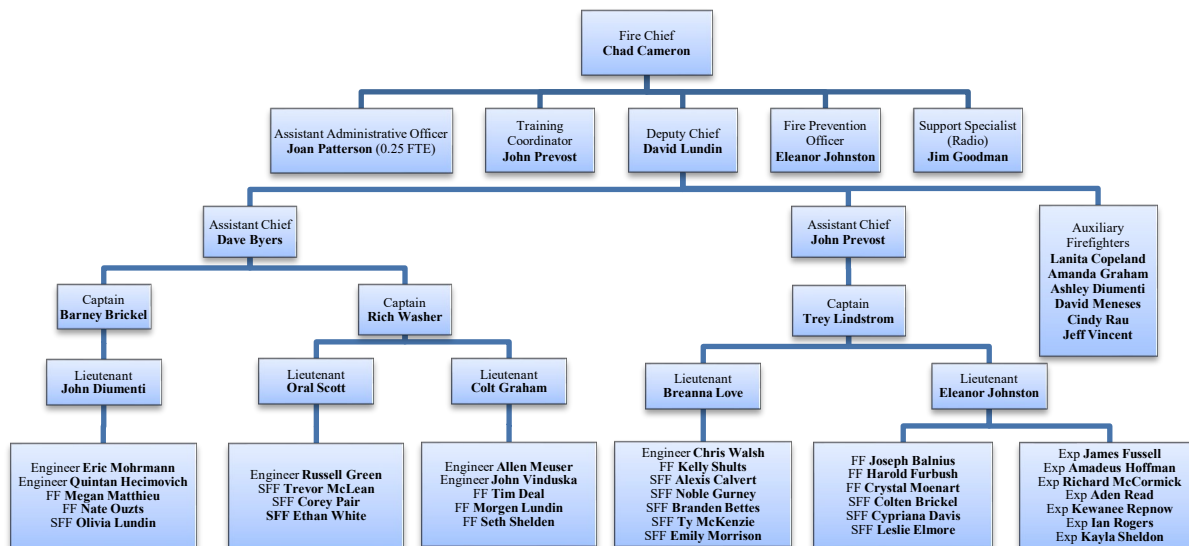 Fire Chief
Chad Cameron
Assistant Administrative Officer
Joan Patterson (0.25 FTE)
Training
Coordinator
John Prevost
Deputy Chief
David Lundin
Fire Prevention
Officer
Eleanor Johnston
Support Specialist
(Radio)
Jim Goodman
Assistant Chief
Dave Byers
Assistant Chief
John Prevost
Auxiliary
Firefighters
Lanita Copeland
Amanda Graham
Ashley Diumenti
David Meneses
Cindy Rau
Jeff Vincent
Captain
Barney Brickel
Captain
Rich Washer
Captain
Trey Lindstrom
Lieutenant
John Diumenti
Lieutenant
Oral Scott
Lieutenant
Colt Graham
Lieutenant
Breanna Love
Lieutenant
Eleanor Johnston
Engineer Eric Mohrmann
Engineer Quintan Hecimovich
FF Megan Matthieu
FF Nate Ouzts
SFF Olivia Lundin
Engineer Russell Green
SFF Trevor McLean
SFF Corey Pair
SFF Ethan White
Engineer Allen Meuser
Engineer John Vinduska
FF Tim Deal
FF Morgen Lundin
FF Seth Shelden
Engineer Chris Walsh
FF Kelly Shults
SFF Alexis Calvert
SFF Noble Gurney
SFF Branden Bettes
SFF Ty McKenzie
SFF Emily Morrison
FF Joseph Balnius
FF Harold Furbush
FF Crystal Moenart
SFF Colten Brickel
SFF Cypriana Davis
SFF Leslie Elmore
Exp James Fussell
Exp Amadeus Hoffman
Exp Richard McCormick
Exp Aden Read
Exp Kewanee Repnow
Exp Ian Rogers
Exp Kayla Sheldon